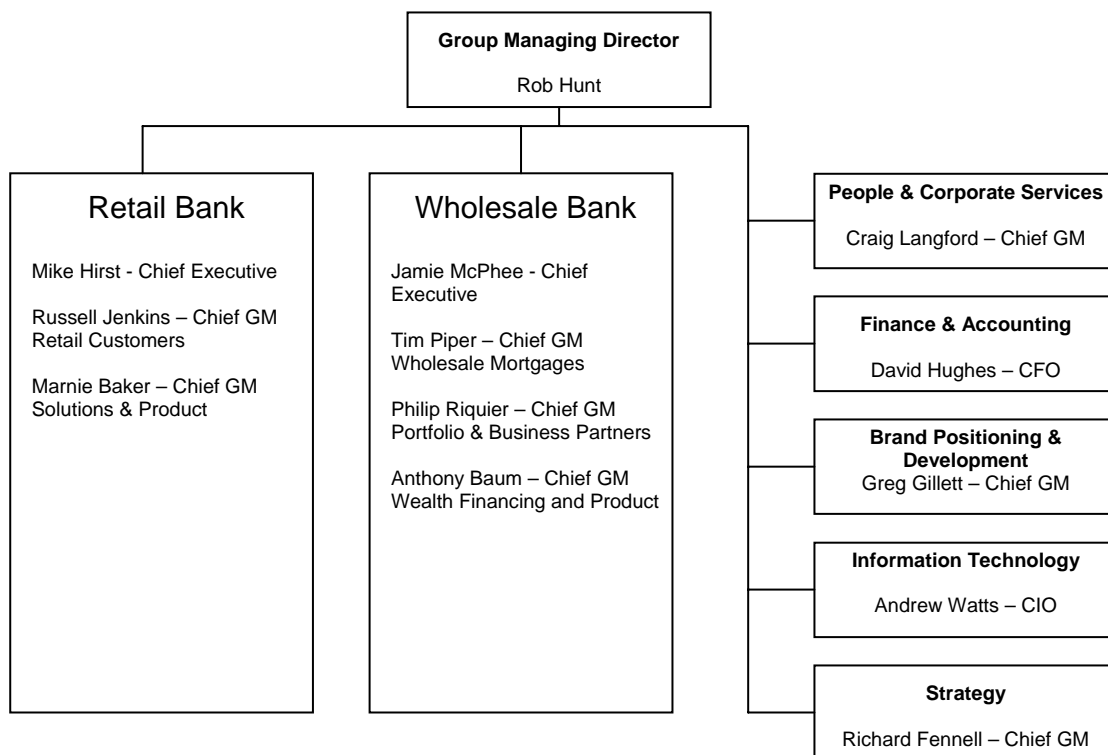 Group Managing Director
Rob Hunt
Retail Bank
Mike Hirst - Chief Executive
Russell Jenkins – Chief GM
Retail Customers
Marnie Baker – Chief GM
Solutions & Product
Wholesale Bank
Jamie McPhee - Chief
Executive
Tim Piper – Chief GM
Wholesale Mortgages
Philip Riquier – Chief GM
Portfolio & Business Partners
Anthony Baum – Chief GM
Wealth Financing and Product
People & Corporate Services
Craig Langford – Chief GM
Finance & Accounting
David Hughes – CFO
Brand Positioning &
Development
Greg Gillett – Chief GM
Information Technology
Andrew Watts – CIO
Strategy
Richard Fennell – Chief GM